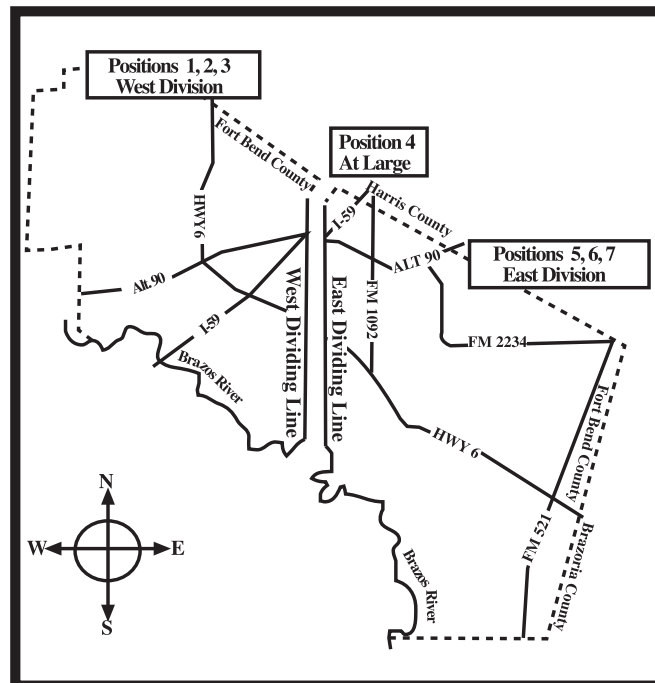 Positions 1, 2, 3
West Division
Fort Bend County
Position 4
At Large
Harris County
I-59
HWY 6
ALT 90
Positions 5, 6, 7
East Division
Alt. 90
I-59
West Dividing Line
East Dividing Line
FM 1092
FM 2234
Brazos River
HWY 6
Fort Bend County
Brazoria County
FM 521
Brazos River
N
W
E
S